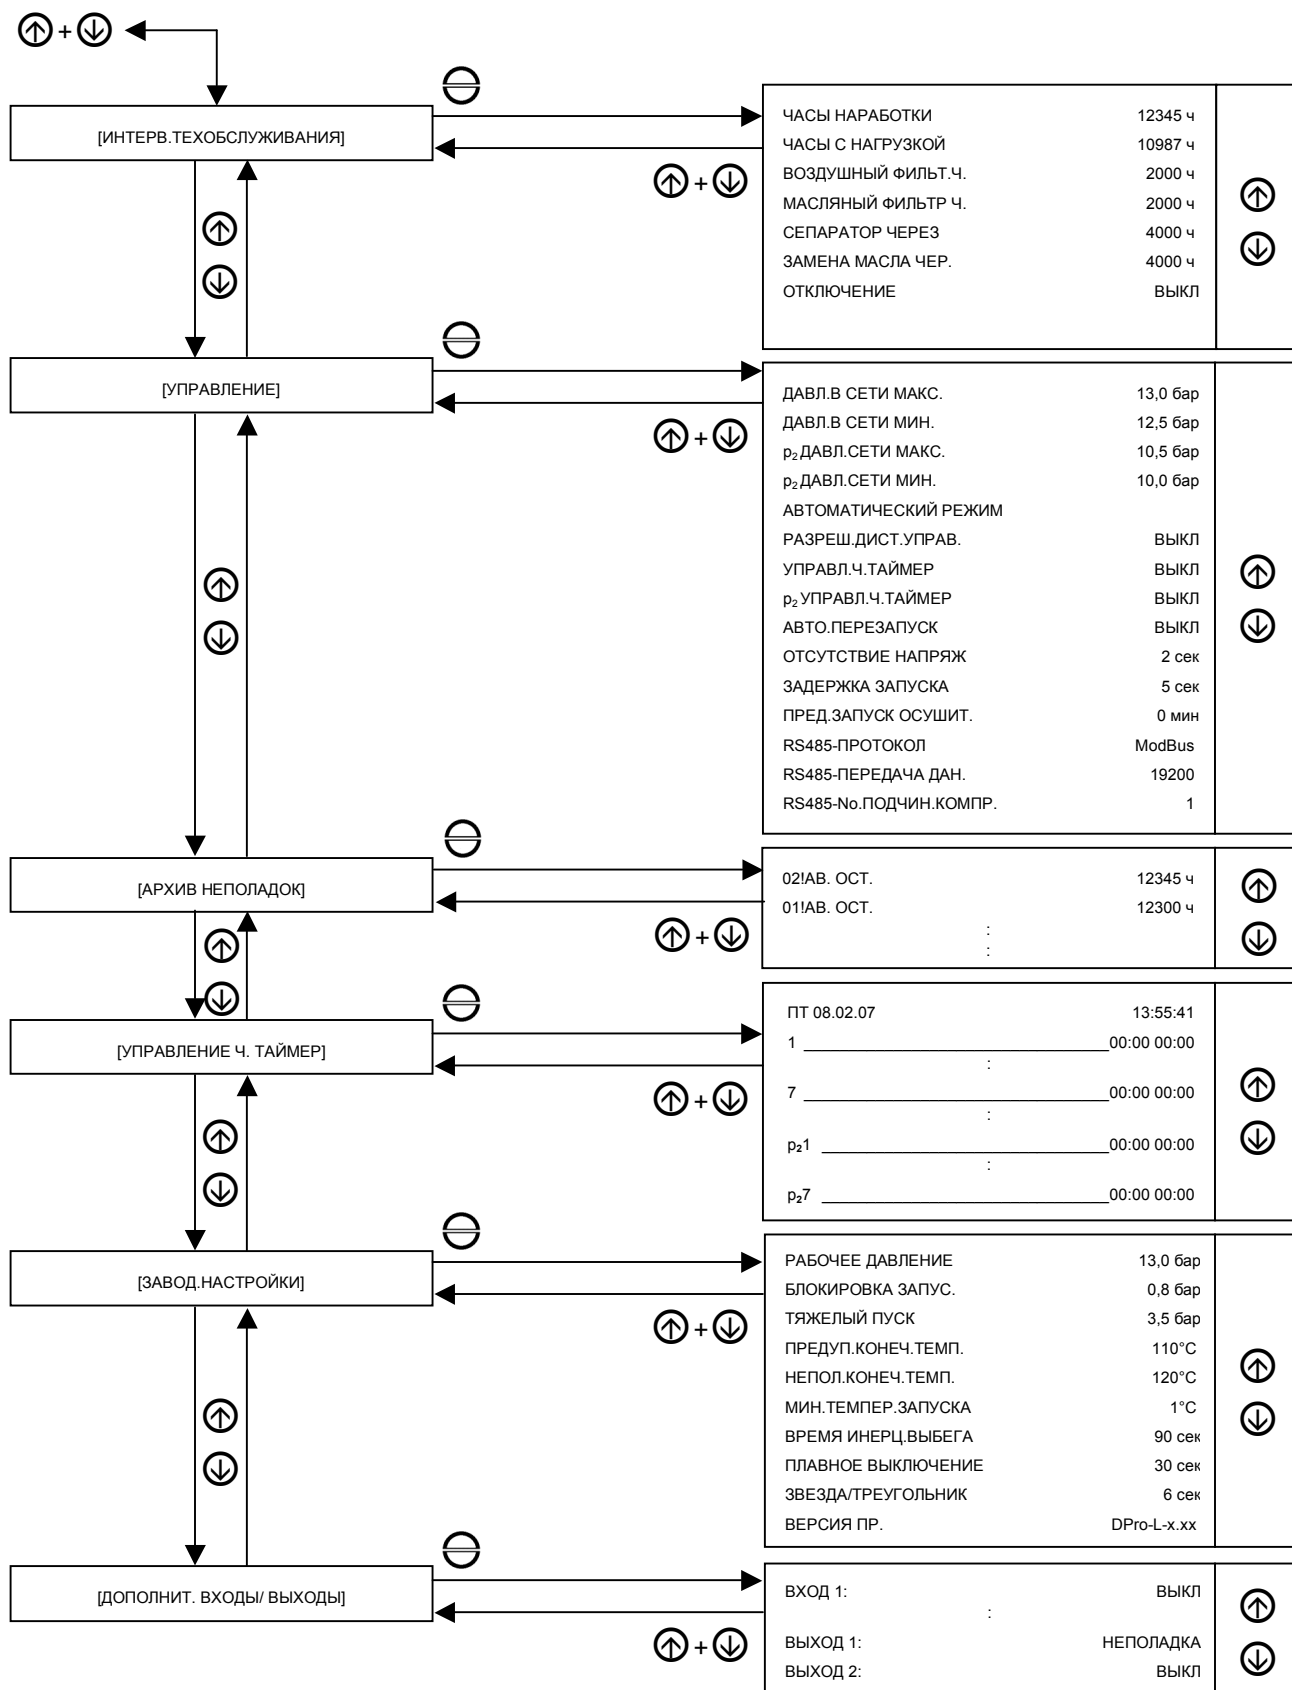 +
[ИНТЕРВ.ТЕХОБСЛУЖИВАНИЯ]
ЧАСЫ НАРАБОТКИ 12345 ч
ЧАСЫ С НАГРУЗКОЙ 10987 ч
ВОЗДУШНЫЙ ФИЛЬТ.Ч. 2000 ч
МАСЛЯНЫЙ ФИЛЬТР Ч. 2000 ч
СЕПАРАТОР ЧЕРЕЗ 4000 ч
ЗАМЕНА МАСЛА ЧЕР. 4000 ч
ОТКЛЮЧЕНИЕ ВЫКЛ
+
[УПРАВЛЕНИЕ]
ДАВЛ.В СЕТИ МАКС. 13,0 бар
ДАВЛ.В СЕТИ МИН. 12,5 бар
p₂ ДАВЛ.СЕТИ МАКС. 10,5 бар
p₂ ДАВЛ.СЕТИ МИН. 10,0 бар
АВТОМАТИЧЕСКИЙ РЕЖИМ
РАЗРЕШ.ДИСТ.УПРАВ. ВЫКЛ
УПРАВЛ.Ч.ТАЙМЕР ВЫКЛ
p₂ УПРАВЛ.Ч.ТАЙМЕР ВЫКЛ
АВТО.ПЕРЕЗАПУСК ВЫКЛ
ОТСУТСТВИЕ НАПРЯЖ 2 сек
ЗАДЕРЖКА ЗАПУСКА 5 сек
ПРЕД.ЗАПУСК ОСУШИТ. 0 мин
RS485-ПРОТОКОЛ ModBus
RS485-ПЕРЕДАЧА ДАН. 19200
RS485-No.ПОДЧИН.КОМПР. 1
+
[АРХИВ НЕПОЛАДОК]
02!АВ. ОСТ. 12345 ч
01!АВ. ОСТ. 12300 ч
:
:
+
[УПРАВЛЕНИЕ Ч. ТАЙМЕР]
ПТ 08.02.07 13:55:41
1 ______________________________________00:00 00:00
:
7 ______________________________________00:00 00:00
:
p₂1 ____________________________________00:00 00:00
:
p₂7 ____________________________________00:00 00:00
+
[ЗАВОД.НАСТРОЙКИ]
РАБОЧЕЕ ДАВЛЕНИЕ 13,0 бар
БЛОКИРОВКА ЗАПУС. 0,8 бар
ТЯЖЕЛЫЙ ПУСК 3,5 бар
ПРЕДУП.КОНЕЧ.ТЕМП. 110°C
НЕПОЛ.КОНЕЧ.ТЕМП. 120°C
МИН.ТЕМПЕР.ЗАПУСКА 1°C
ВРЕМЯ ИНЕРЦ.ВЫБЕГА 90 сек
ПЛАВНОЕ ВЫКЛЮЧЕНИЕ 30 сек
ЗВЕЗДА/ТРЕУГОЛЬНИК 6 сек
ВЕРСИЯ ПР. DPro-L-x.xx
+
[ДОПОЛНИТ. ВХОДЫ/ ВЫХОДЫ]
ВХОД 1: ВЫКЛ
:
ВЫХОД 1: НЕПОЛАДКА
ВЫХОД 2: ВЫКЛ
+